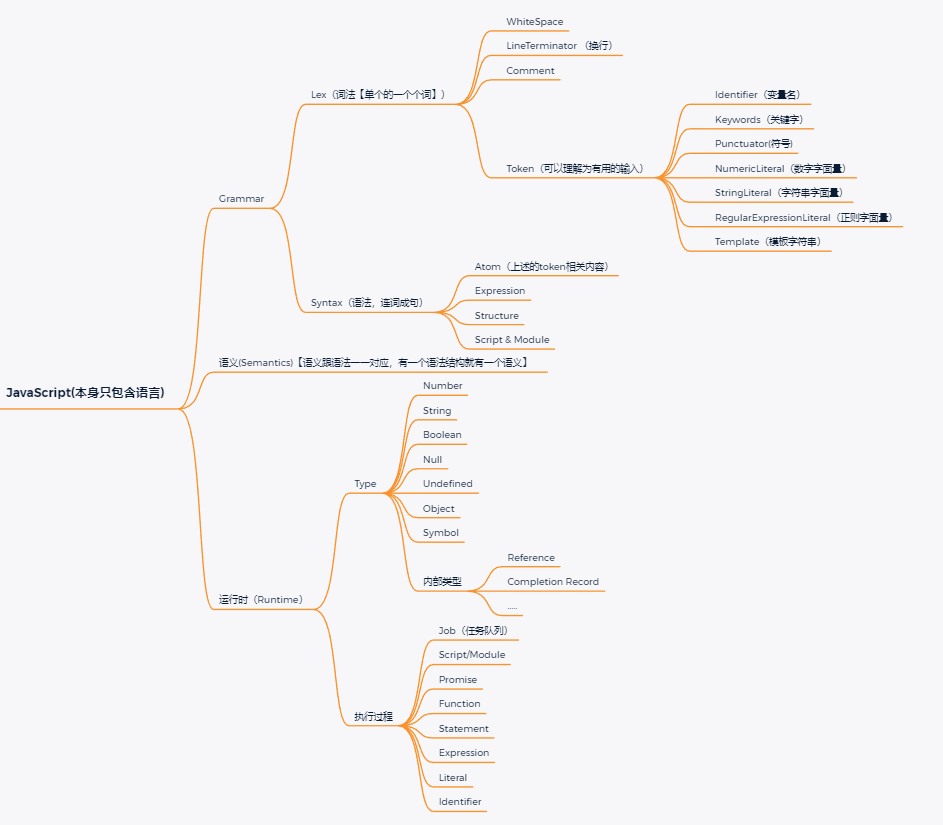 WhiteSpace
LineTerminator （换行）
Comment
Lex（词法【单个的一个个词】）
Identifier（变量名）
Keywords（关键字）
Punctuator(符号)
Token（可以理解为有用的输入）
NumericLiteral（数字字面量）
StringLiteral（字符串字面量）
RegularExpressionLiteral（正则字面量）
Template（模板字符串）
Grammar
Atom（上述的token相关内容）
Expression
Syntax（语法，连词成句）
Structure
Script & Module
语义(Semantics)【语义跟语法一一对应，有一个语法结构就有一个语义】
JavaScript(本身只包含语言)
Number
String
Boolean
Null
Type
Undefined
Object
Symbol
Reference
内部类型
Completion Record
.....
运行时（Runtime）
Job（任务队列）
Script/Module
Promise
Function
执行过程
Statement
Expression
Literal
Identifier